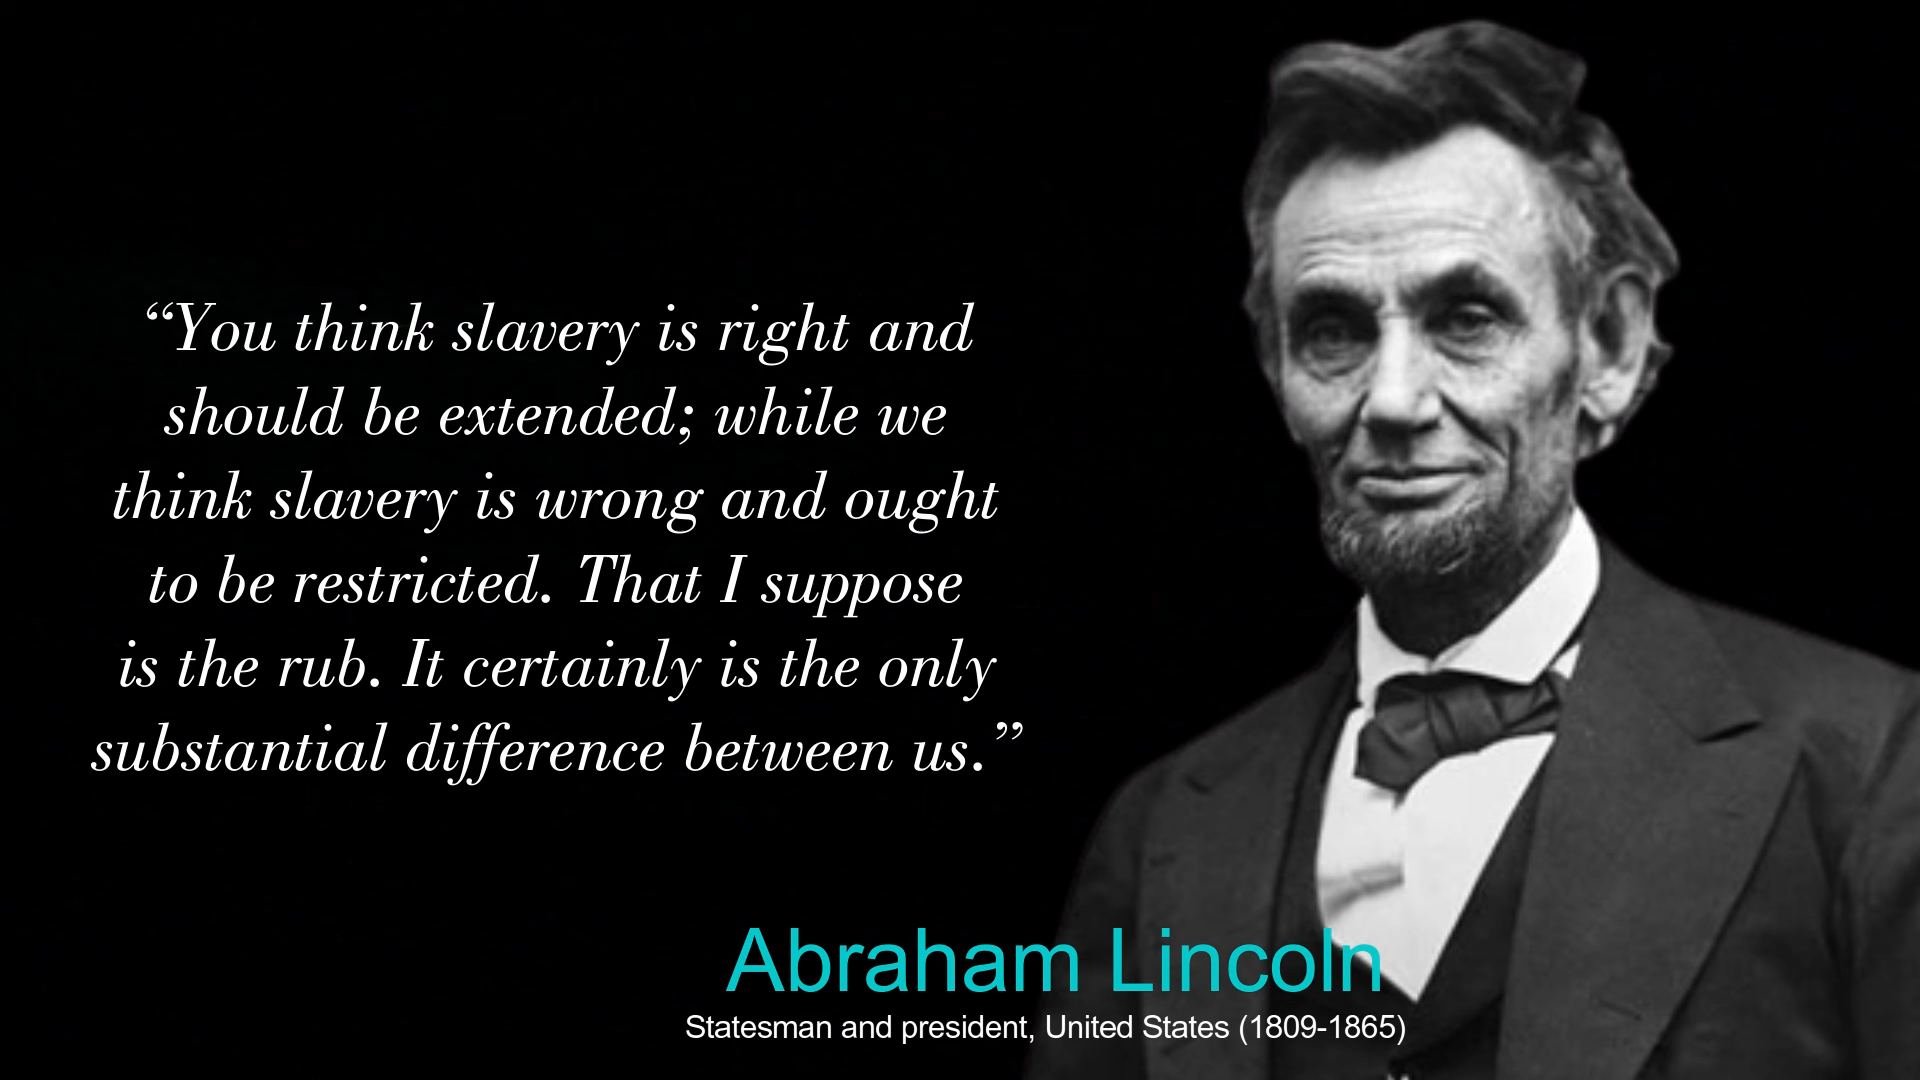 “You think slavery is right and
should be extended; while we
think slavery is wrong and ought
to be restricted. That I suppose
is the rub. It certainly is the only
substantial difference between us.”
Abraham Lincoln
Statesman and president, United States (1809-1865)